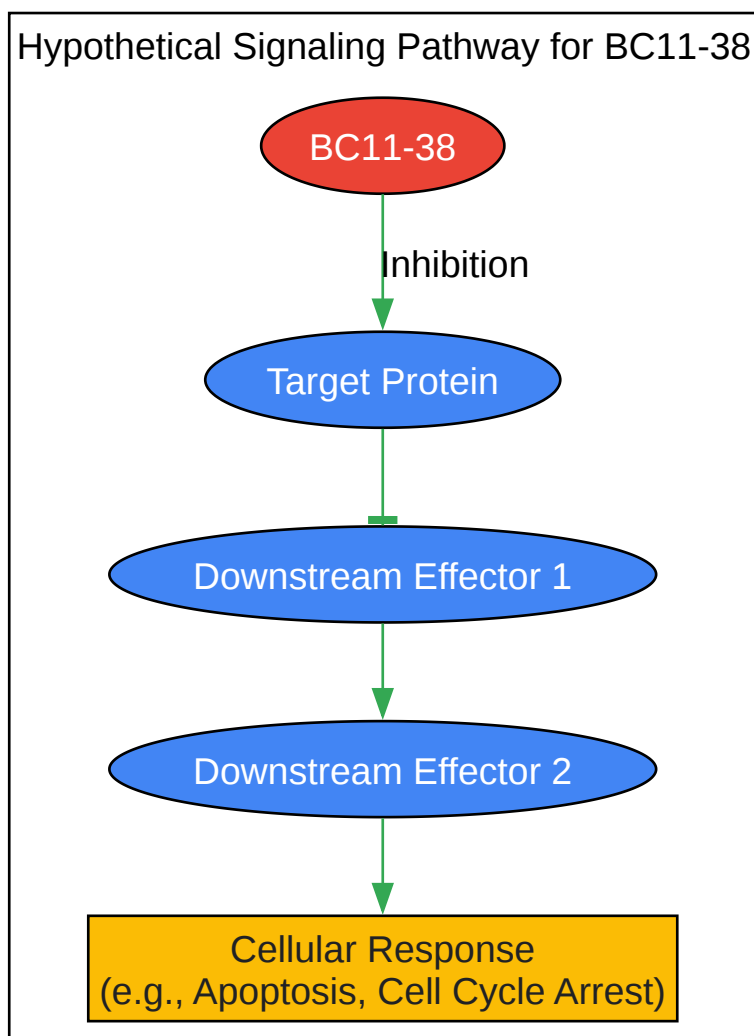 Hypothetical Signaling Pathway for BC11-38
BC11-38
Inhibition
Target Protein
Downstream Effector 1
Downstream Effector 2
Cellular Response
(e.g., Apoptosis, Cell Cycle Arrest)